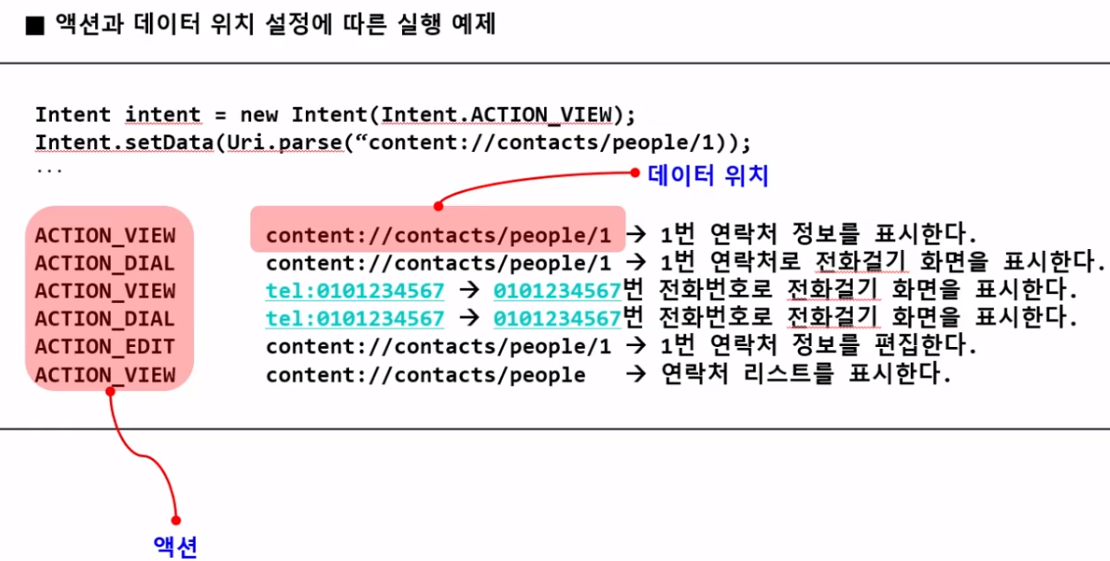 ■ 액션과 데이터 위치 설정에 따른 실행 예제
Intent intent = new Intent(Intent.ACTION_VIEW);
Intent.setData(Uri.parse(“content://contacts/people/1));
...
데이터 위치
ACTION_VIEW content://contacts/people/1 → 1번 연락처 정보를 표시한다.
ACTION_DIAL content://contacts/people/1 → 1번 연락처로 전화걸기 화면을 표시한다.
ACTION_VIEW tel:0101234567 → 0101234567번 전화번호로 전화걸기 화면을 표시한다.
ACTION_DIAL tel:0101234567 → 0101234567번 전화번호로 전화걸기 화면을 표시한다.
ACTION_EDIT content://contacts/people/1 → 1번 연락처 정보를 편집한다.
ACTION_VIEW content://contacts/people → 연락처 리스트를 표시한다.
액션